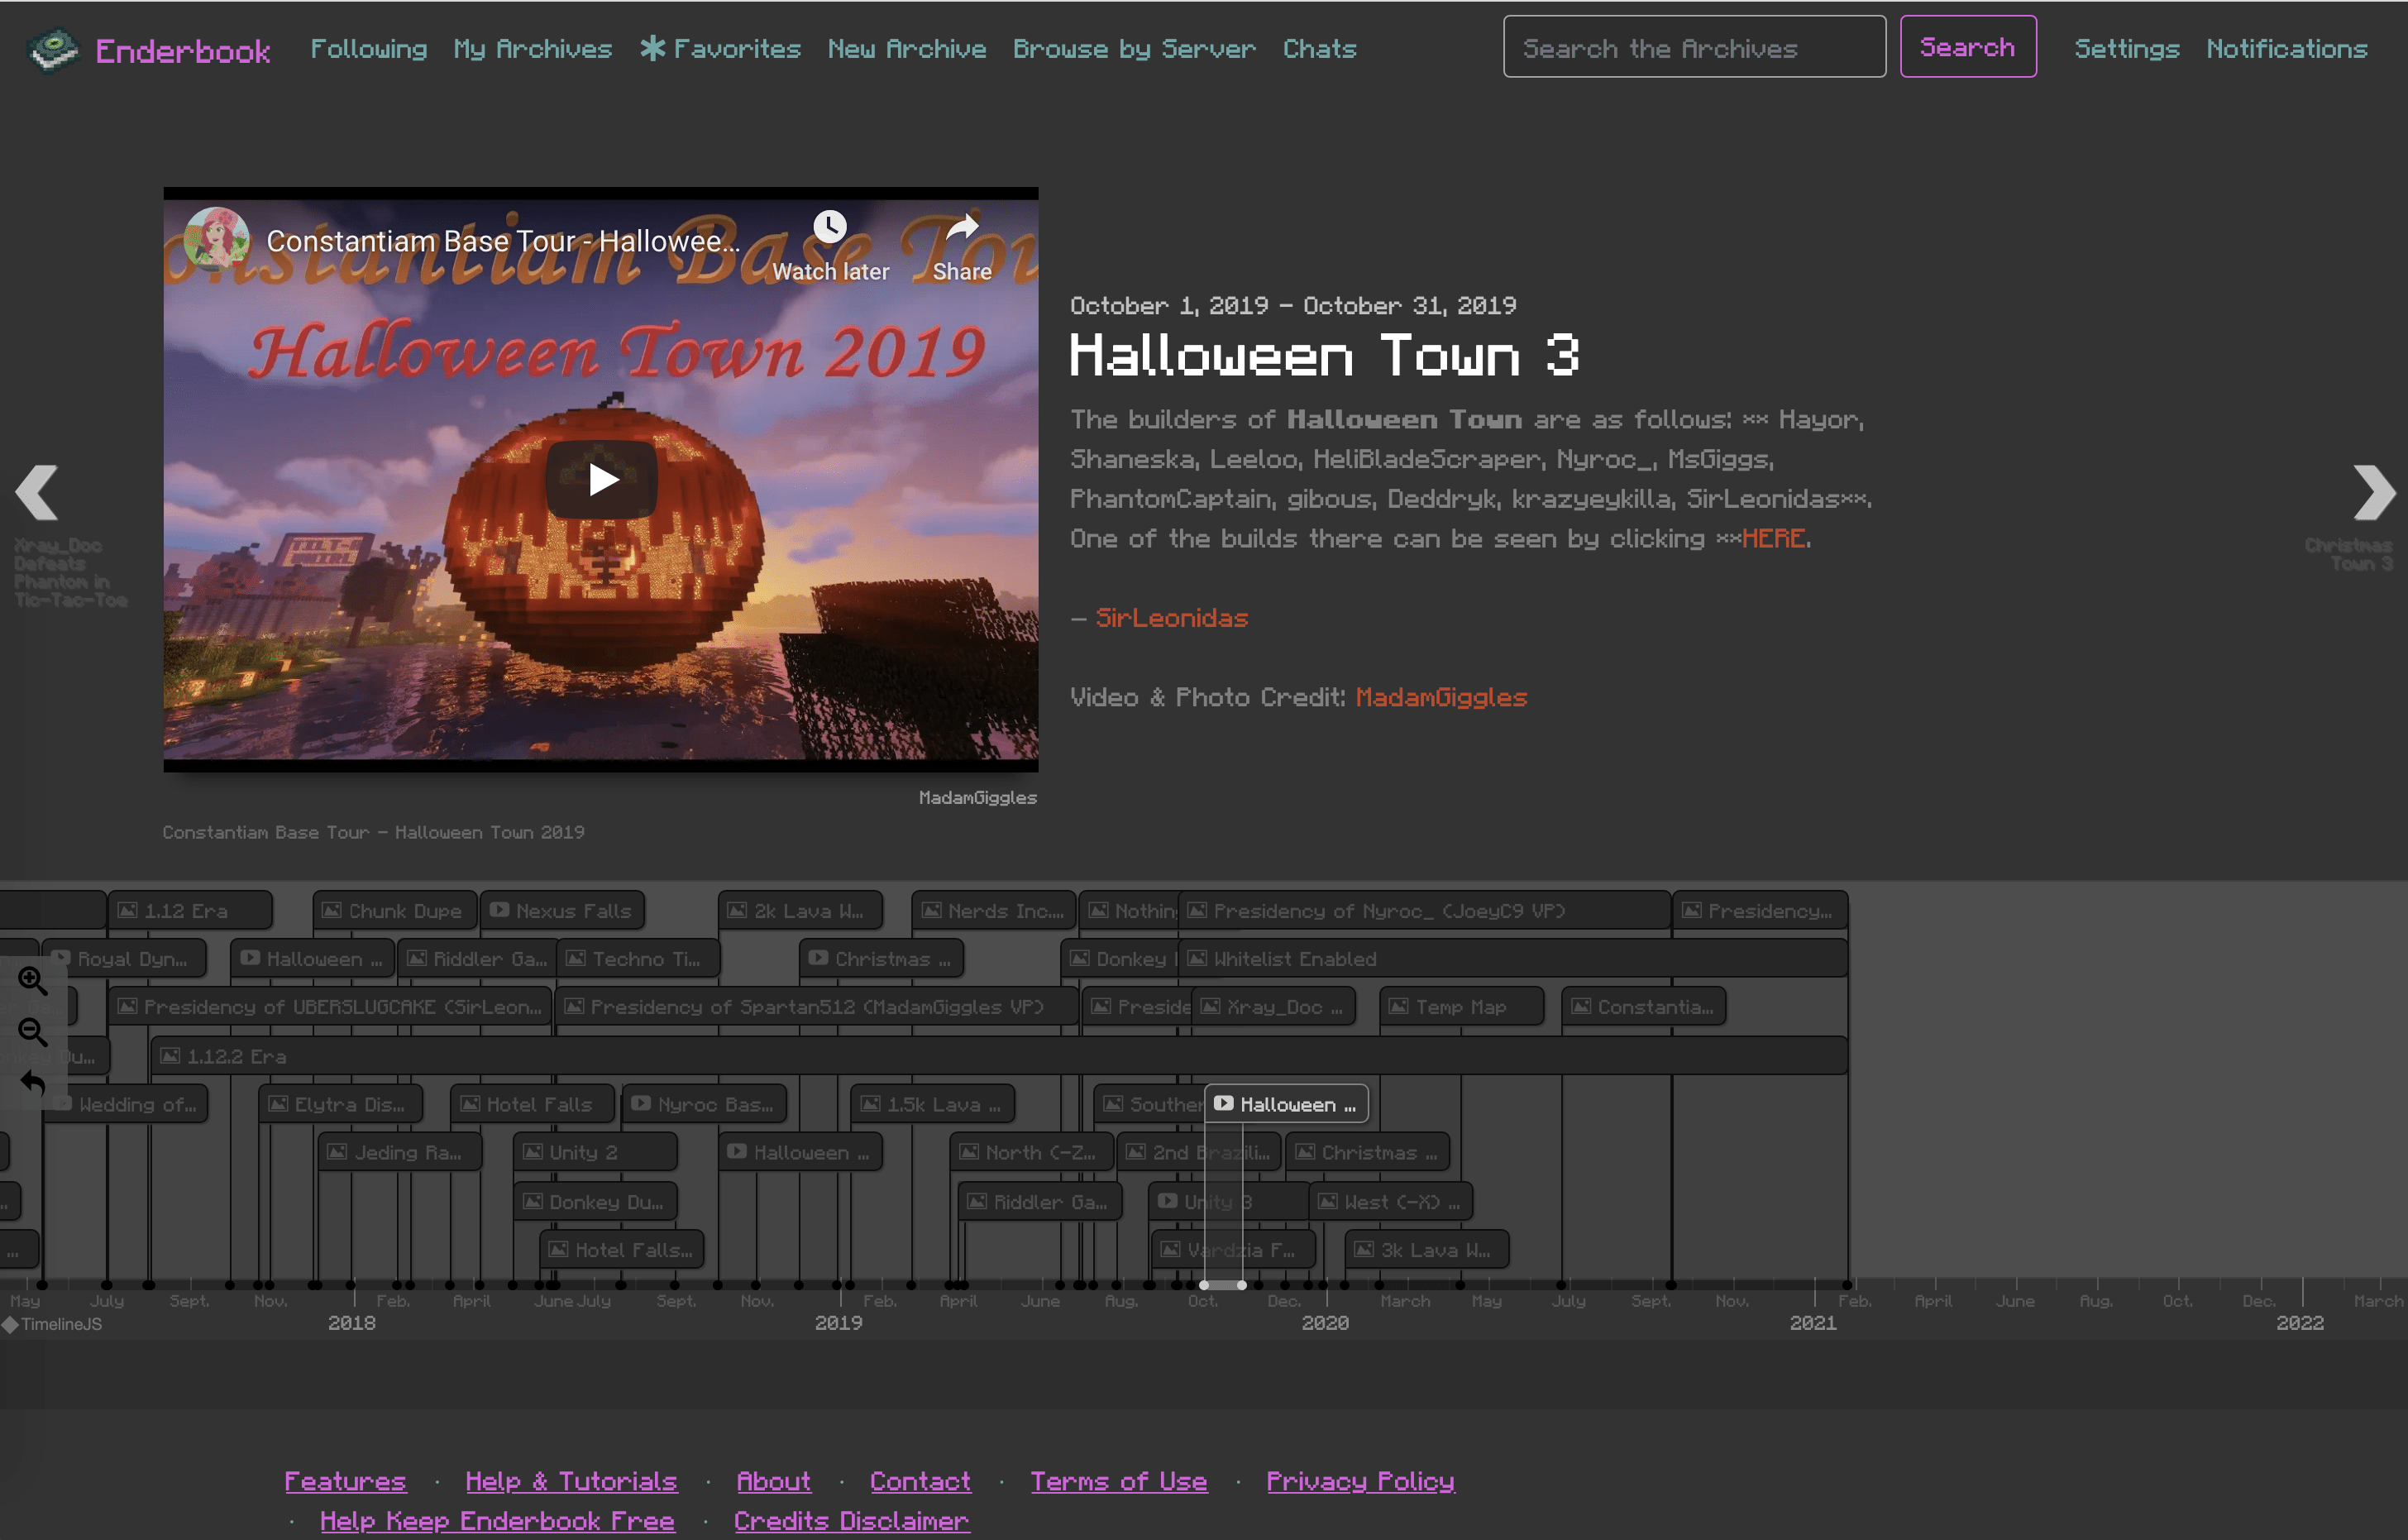 Enderbook Following My Archives Favorites New Archive Browse by Server Chats Search the Archives Search Settings Notifications
onstantiam Base Tou
Constantiam Base Tour - Hallowee...
Watch later Share
Halloween Town 2019
TILT-A
October 1, 2019 – October 31, 2019
Halloween Town 3
The builders of Halloween Town are as follows: ×× Hayor,
Shaneska, Leeloo, HeliBladeScraper, Nyroc_, MsGiggs,
PhantomCaptain, gibous, Deddryk, krazyeykilla, SirLeonidas××.
One of the builds there can be seen by clicking ××HERE.
— SirLeonidas
Video & Photo Credit: MadamGiggles
Xray_Doc
Defeats
Phantom in
Tic-Tac-Toe
Christmas
Town 3
MadamGiggles
Constantiam Base Tour - Halloween Town 2019
1.12 Era Chunk Dupe Nexus Falls 2k Lava W... Nerds Inc.... Nothin Presidency of Nyroc_ (JoeyC9 VP) Presidency...
Royal Dyn... Halloween ... Riddler Ga... Techno Ti... Christmas ... Donkey Whitelist Enabled
Presidency of UBERSLUGCAKE (SirLeon... Presidency of Spartan512 (MadamGiggles VP) Preside Xray_Doc ... Temp Map Constantia...
u... 1.12.2 Era
Wedding of... Elytra Dis... Hotel Falls Nyroc Bas... 1.5k Lava ... Souther Halloween ...
Jeding Ra... Unity 2 Halloween ... North (-Z... 2nd Brazili... Christmas ...
... Donkey Du... Riddler Ga... Unity 3 West (-X) ...
... Hotel Falls... Vardzia F... 3k Lava W...
May July Sept. Nov. Feb. April June July Sept. Nov. Feb. April June Aug. Oct. Dec. March May July Sept. Nov. Feb. April June Aug. Oct. Dec. March
TimelineJS 2018 2019 2020 2021 2022
Features · Help & Tutorials · About · Contact · Terms of Use · Privacy Policy
· Help Keep Enderbook Free · Credits Disclaimer